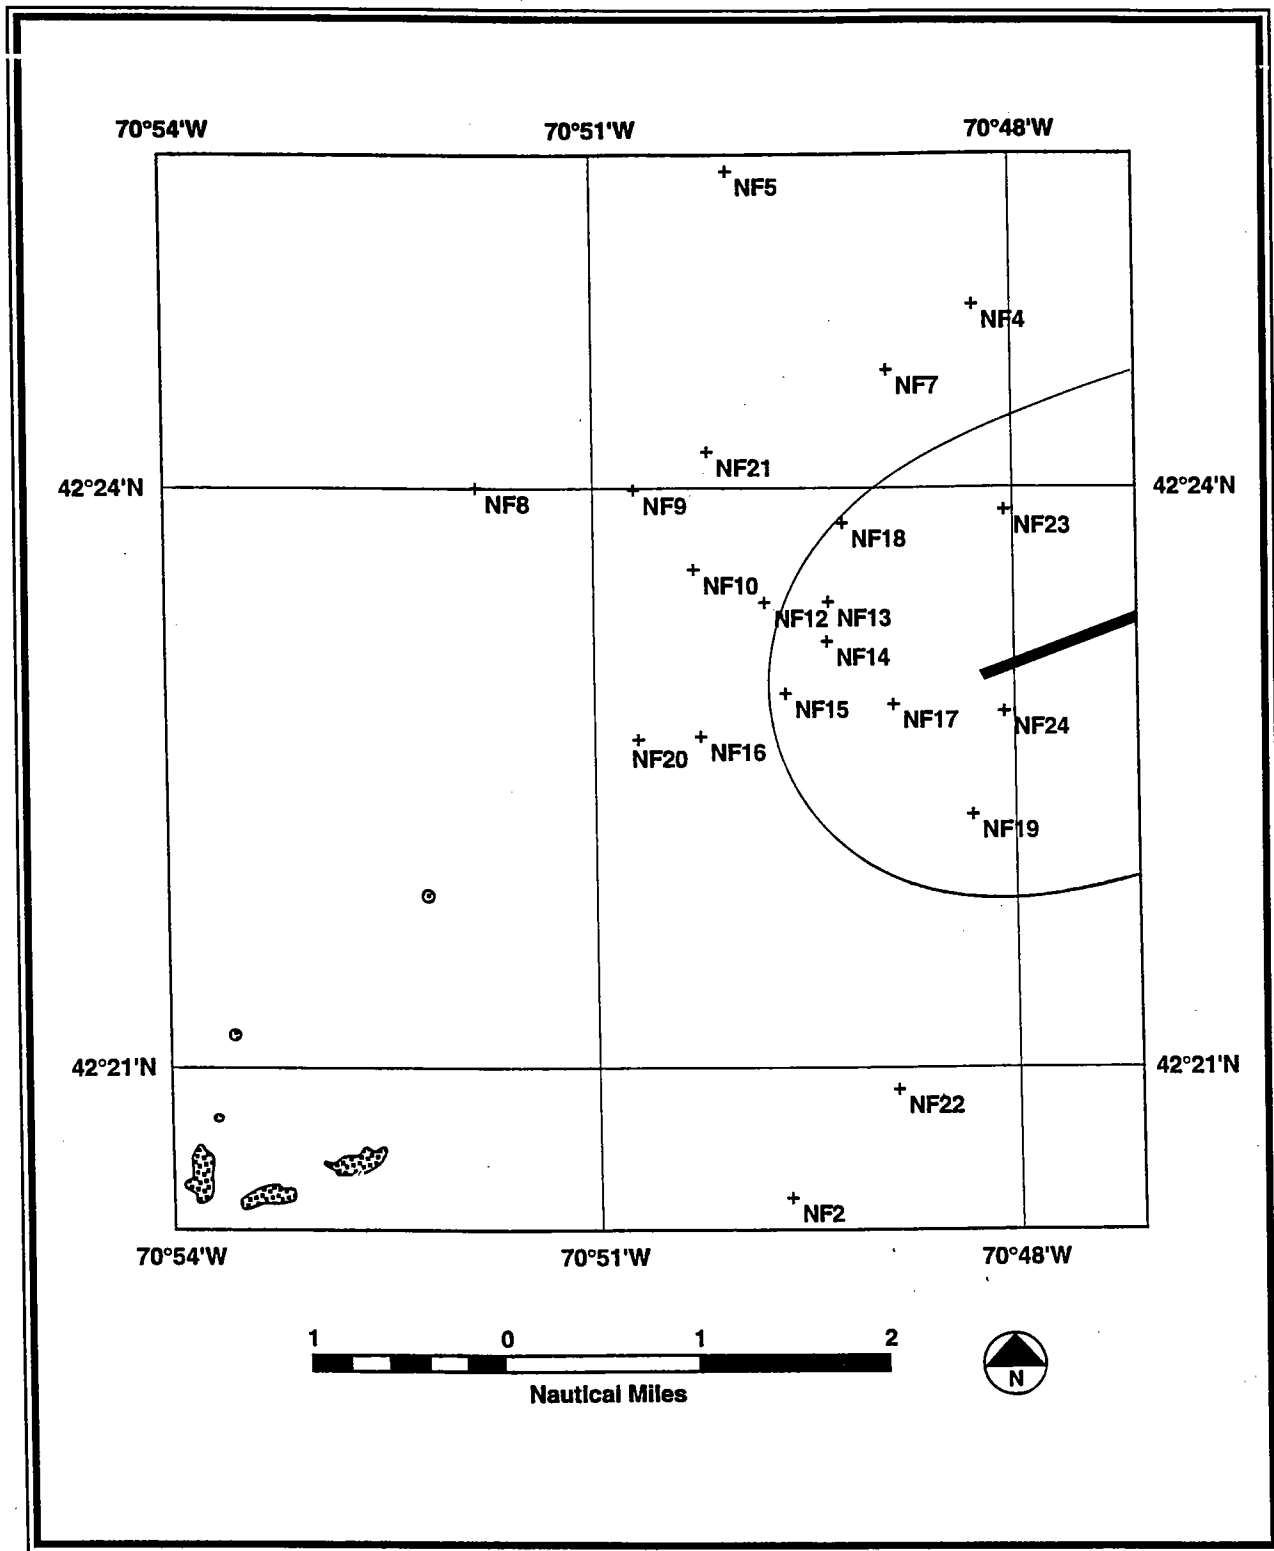 70°54'W 70°51'W 70°48'W
NF5
NF4
NF7
NF21
42°24'N 42°24'N
NF8 NF9
NF23
NF18
NF10
NF12 NF13
NF14
NF15 NF17 NF24
NF20 NF16
NF19
42°21'N 42°21'N
NF22
NF2
70°54'W 70°51'W 70°48'W
1 0 1 2
Nautical Miles
N